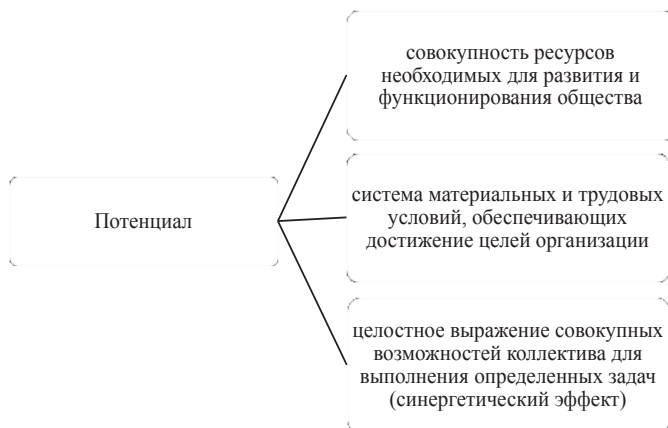 Потенциал
совокупность ресурсов
необходимых для развития и
функционирования общества
система материальных и трудовых
условий, обеспечивающих
достижение целей организации
целостное выражение совокупных
возможностей коллектива для
выполнения определенных задач
(синергетический эффект)